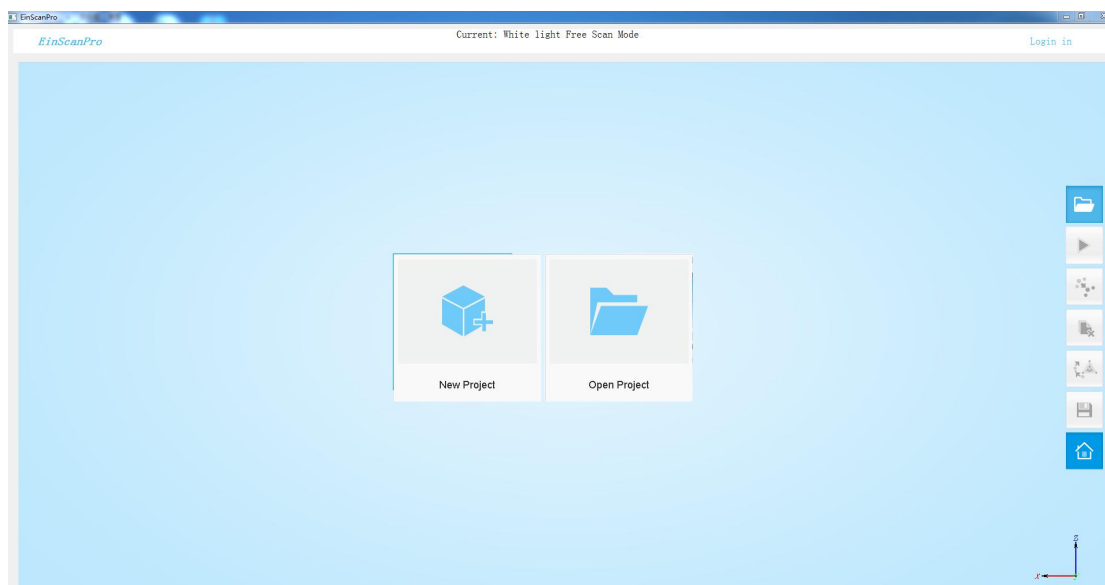 EinScanPro
EinScanPro
Current: White light Free Scan Mode
Login in
New Project
Open Project
x